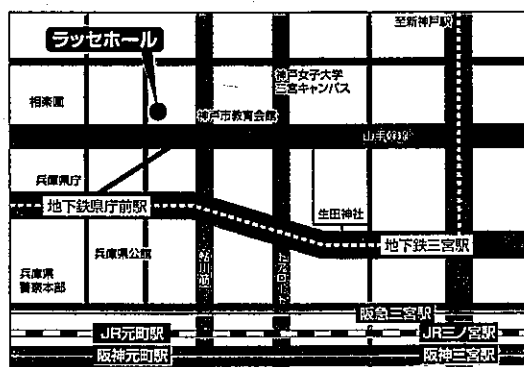 至新神戸駅
ラッセホール
神戸女子大学
三宮キャンパス
相楽園
神戸市教育会館
山手幹線
兵庫県庁
地下鉄県庁前駅
生田神社
地下鉄三宮駅
兵庫県公館
鯉川筋
トアロード
兵庫県
警察本部
阪急三宮駅
JR元町駅
JR三ノ宮駅
阪神元町駅
阪神三宮駅